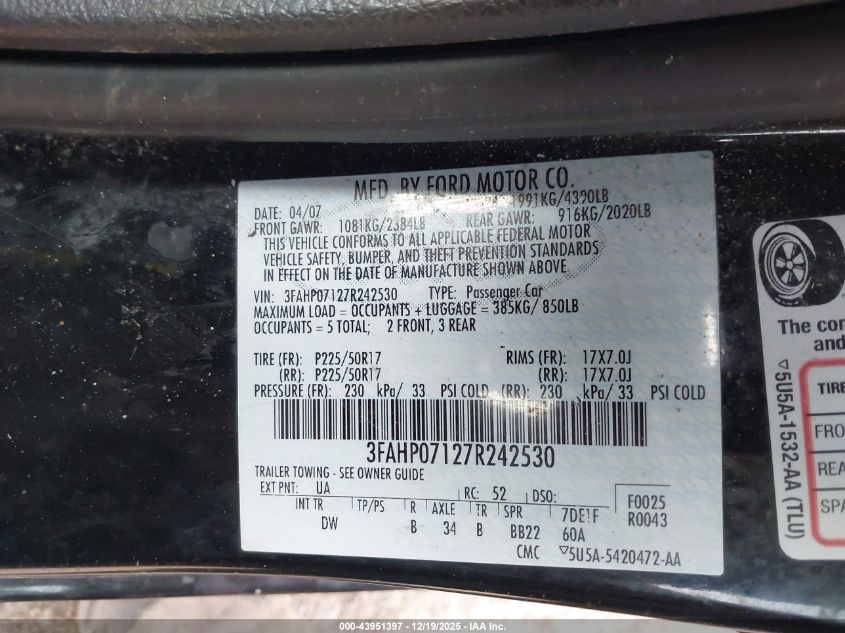 MFD. BY FORD MOTOR CO.
DATE: 04/07 1991KG/4390LB
FRONT GAWR: 1081KG/2384LB REAR GAWR: 916KG/2020LB
THIS VEHICLE CONFORMS TO ALL APPLICABLE FEDERAL MOTOR
VEHICLE SAFETY, BUMPER, AND THEFT PREVENTION STANDARDS
IN EFFECT ON THE DATE OF MANUFACTURE SHOWN ABOVE
VIN: 3FAHP07127R242530 TYPE: Passenger Car
MAXIMUM LOAD = OCCUPANTS + LUGGAGE = 385KG/ 850LB
OCCUPANTS = 5 TOTAL; 2 FRONT, 3 REAR
TIRE (FR): P225/50R17 RIMS (FR): 17X7.0J
(RR): P225/50R17 (RR): 17X7.0J
PRESSURE (FR): 230 kPa/ 33 PSI COLD (RR): 230 kPa/ 33 PSI COLD
3FAHP07127R242530
TRAILER TOWING - SEE OWNER GUIDE
EXT PNT: UA RC: 52 DSO: F0025
INT TR TP/PS R AXLE TR SPR R0043
DW B 34 B BB22 60A
CMC ▽5U5A-5420472-AA
The con
and
▽5U5A-1532-AA (TLU)
TIRE
FRO
REA
SPA
000-43951397 - 12/19/2025 - IAA Inc.